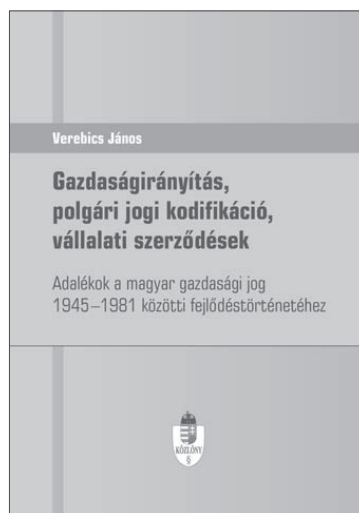 Verebics János
Gazdaságirányítás,
polgári jogi kodifikáció,
vállalati szerződések
Adalékok a magyar gazdasági jog
1945–1981 közötti fejlődéstörténetéhez
KÖZLÖNY
§